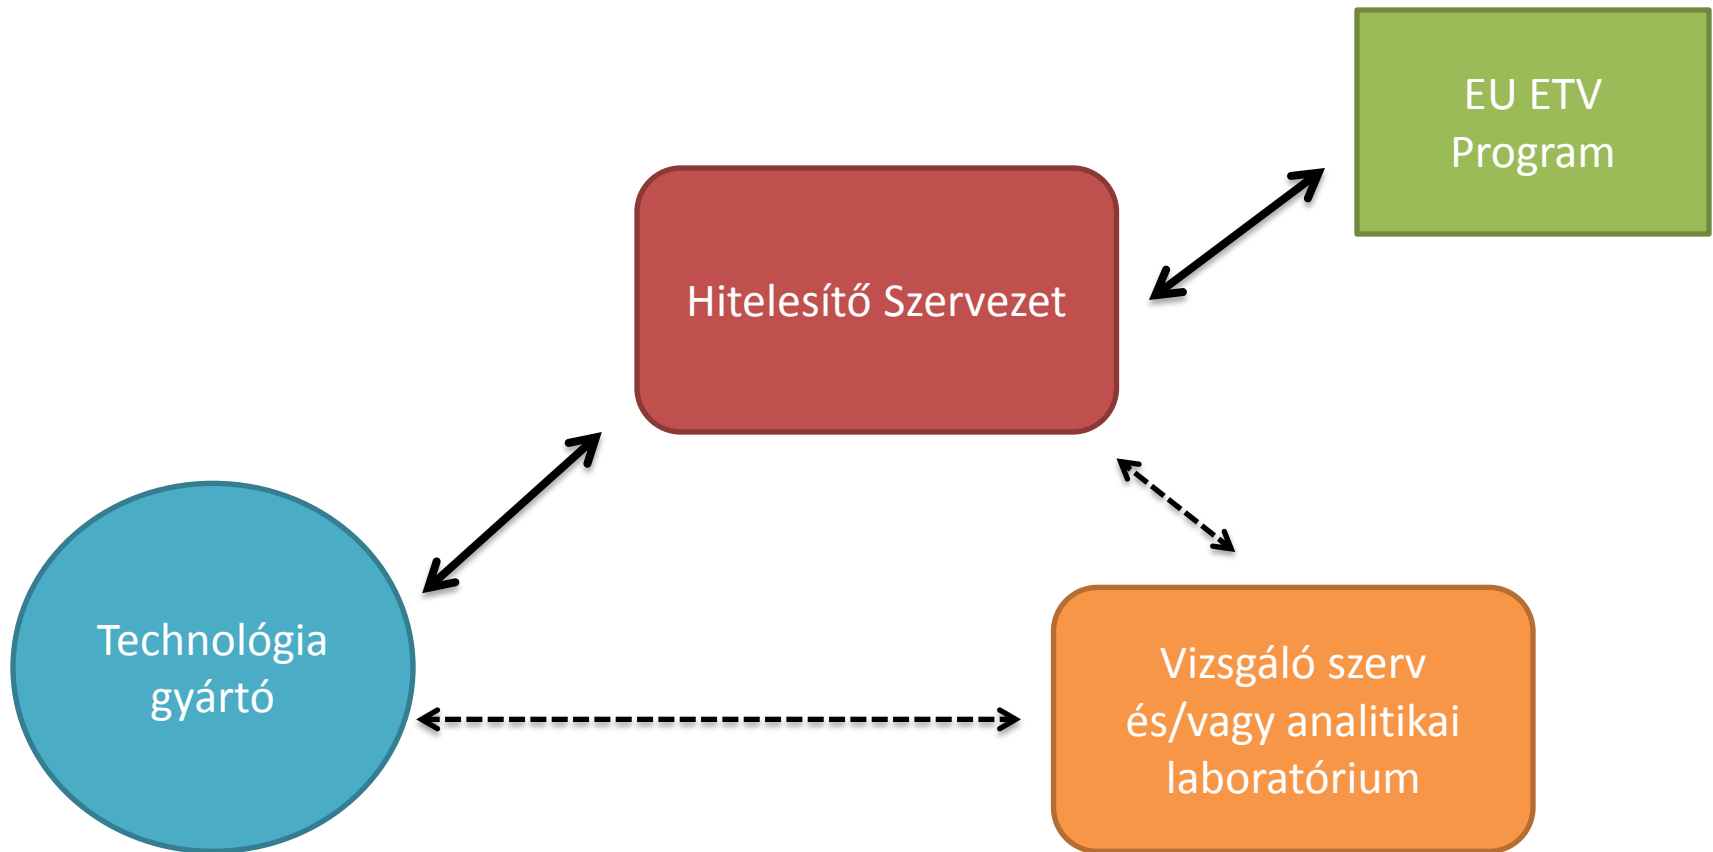 EU ETV
Program
Hitelesítő Szervezet
Technológia
gyártó
Vizsgáló szerv
és/vagy analitikai
laboratórium